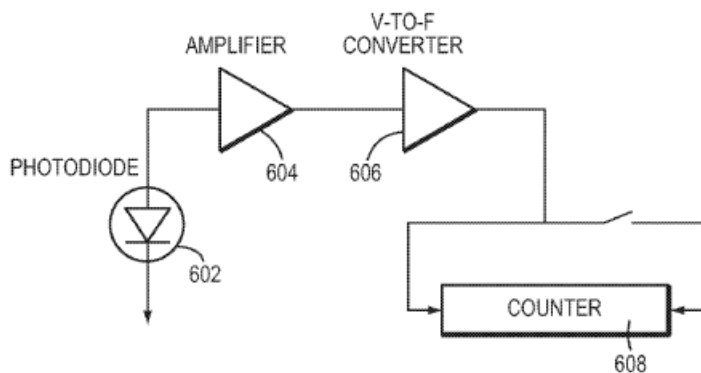 V-TO-F
CONVERTER
AMPLIFIER
604
606
PHOTODIODE
602
COUNTER
608